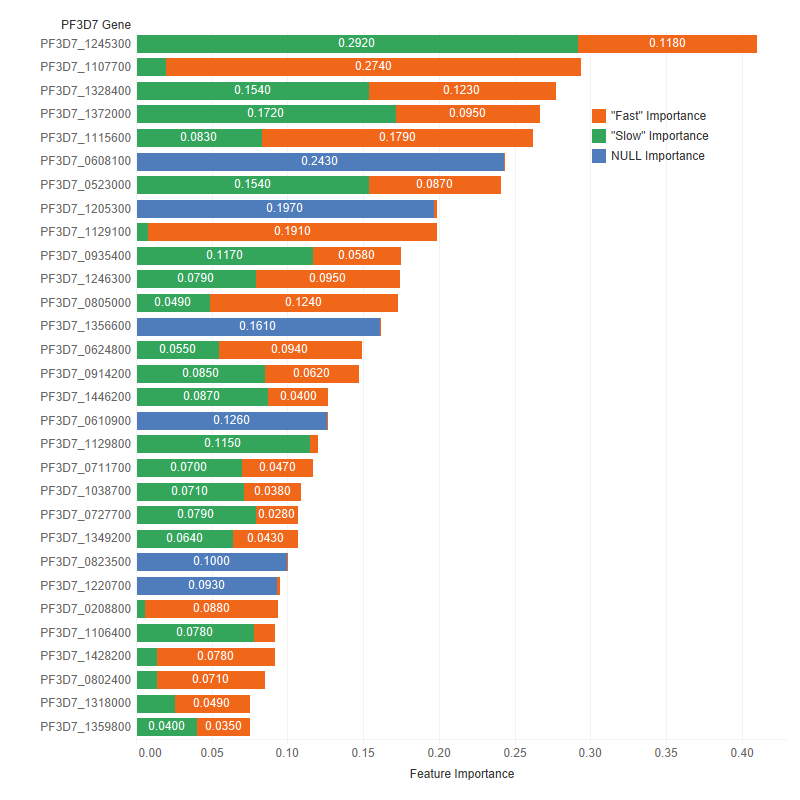 PF3D7 Gene
PF3D7_1245300 0.2920 0.1180
PF3D7_1107700 0.2740
PF3D7_1328400 0.1540 0.1230
PF3D7_1372000 0.1720 0.0950
"Fast" Importance
PF3D7_1115600 0.0830 0.1790
"Slow" Importance
PF3D7_0608100 0.2430
NULL Importance
PF3D7_0523000 0.1540 0.0870
PF3D7_1205300 0.1970
PF3D7_1129100 0.1910
PF3D7_0935400 0.1170 0.0580
PF3D7_1246300 0.0790 0.0950
PF3D7_0805000 0.0490 0.1240
PF3D7_1356600 0.1610
PF3D7_0624800 0.0550 0.0940
PF3D7_0914200 0.0850 0.0620
PF3D7_1446200 0.0870 0.0400
PF3D7_0610900 0.1260
PF3D7_1129800 0.1150
PF3D7_0711700 0.0700 0.0470
PF3D7_1038700 0.0710 0.0380
PF3D7_0727700 0.0790 0.0280
PF3D7_1349200 0.0640 0.0430
PF3D7_0823500 0.1000
PF3D7_1220700 0.0930
PF3D7_0208800 0.0880
PF3D7_1106400 0.0780
PF3D7_1428200 0.0780
PF3D7_0802400 0.0710
PF3D7_1318000 0.0490
PF3D7_1359800 0.0400 0.0350
0.00 0.05 0.10 0.15 0.20 0.25 0.30 0.35 0.40
Feature Importance